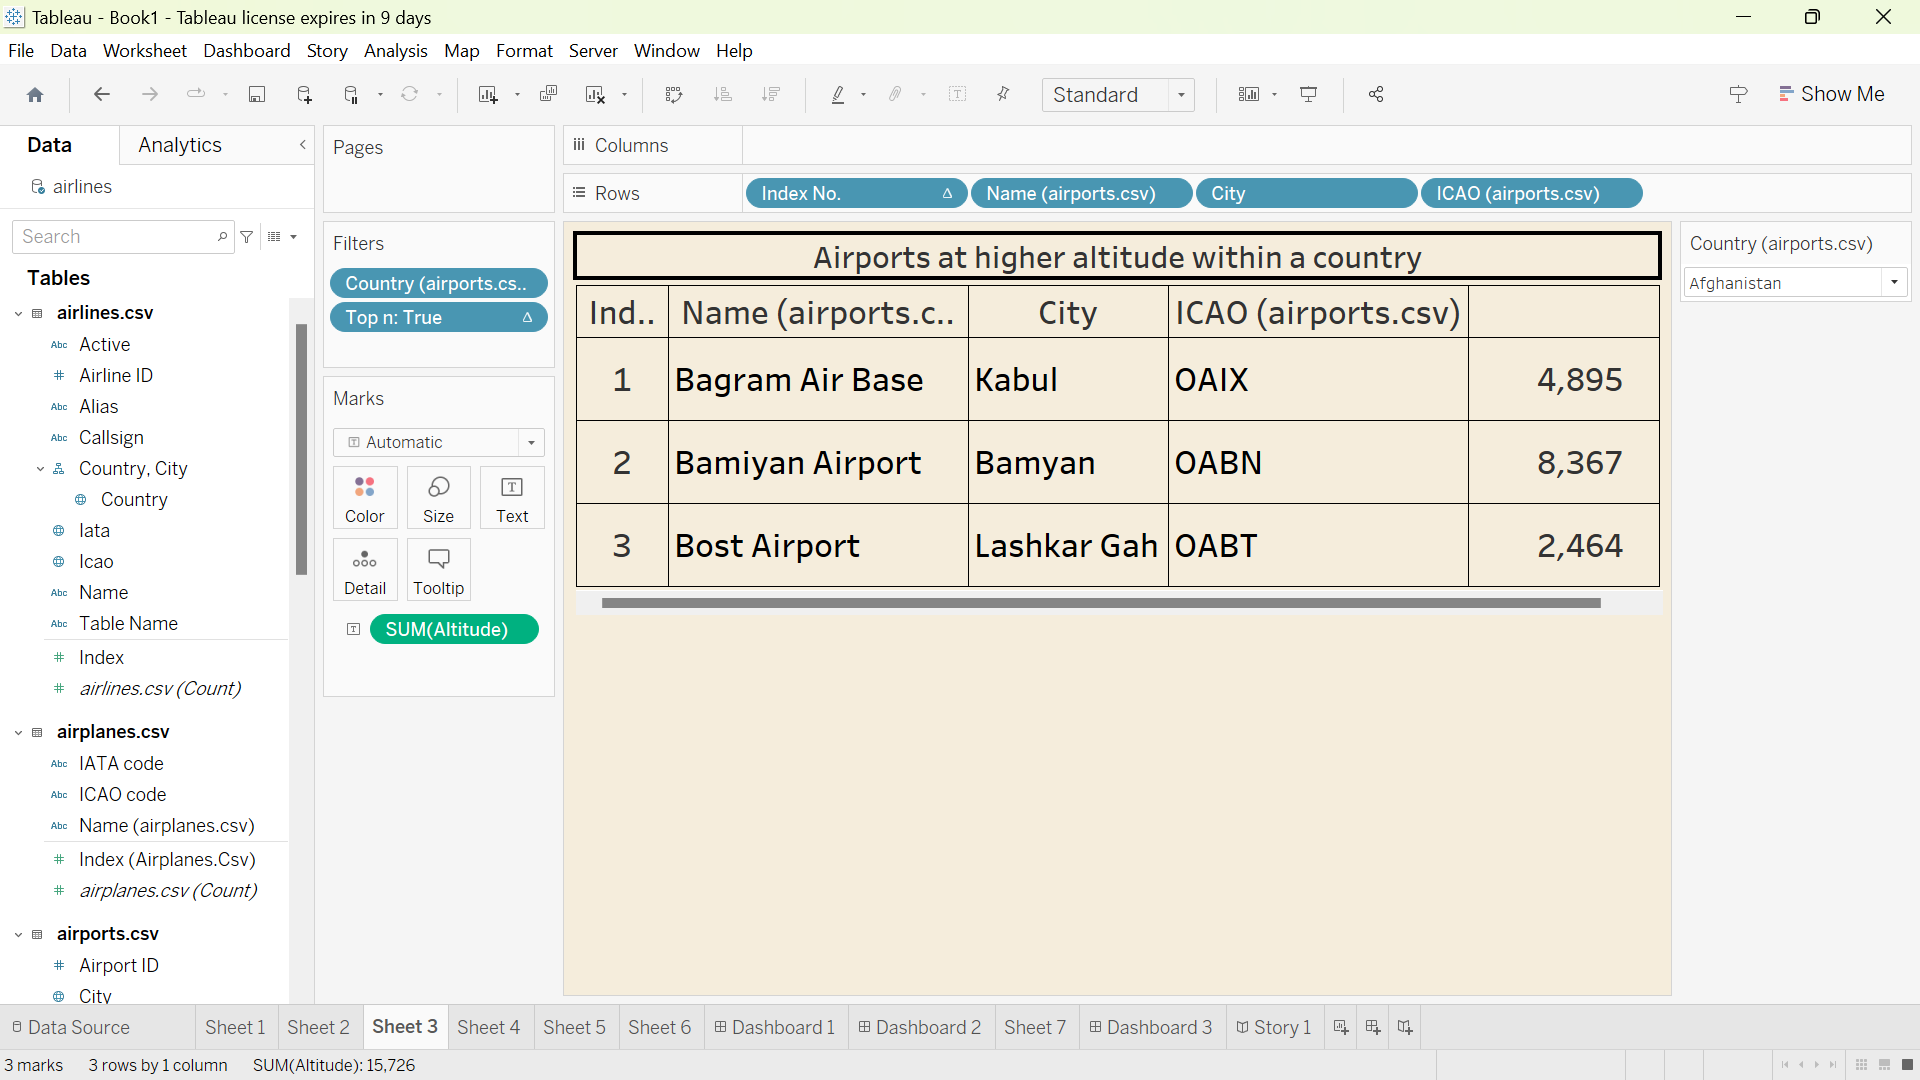 Tableau - Book1 - Tableau license expires in 9 days
File Data Worksheet Dashboard Story Analysis Map Format Server Window Help
Standard
Show Me
Data Analytics
airlines
Search
Tables
airlines.csv
Abc Active
# Airline ID
Abc Alias
Abc Callsign
Country, City
Country
Iata
Icao
Abc Name
Abc Table Name
# Index
# airlines.csv (Count)
airplanes.csv
Abc IATA code
Abc ICAO code
Abc Name (airplanes.csv)
# Index (Airplanes.Csv)
# airplanes.csv (Count)
airports.csv
# Airport ID
City
Pages
Filters
Country (airports.cs..
Top n: True
Marks
Automatic
Color Size Text
Detail Tooltip
SUM(Altitude)
Columns
Rows Index No. Name (airports.csv) City ICAO (airports.csv)
Airports at higher altitude within a country
Ind.. Name (airports.c.. City ICAO (airports.csv)
1 Bagram Air Base Kabul OAIX 4,895
2 Bamiyan Airport Bamyan OABN 8,367
3 Bost Airport Lashkar Gah OABT 2,464
Country (airports.csv)
Afghanistan
Data Source Sheet 1 Sheet 2 Sheet 3 Sheet 4 Sheet 5 Sheet 6 Dashboard 1 Dashboard 2 Sheet 7 Dashboard 3 Story 1
3 marks 3 rows by 1 column SUM(Altitude): 15,726